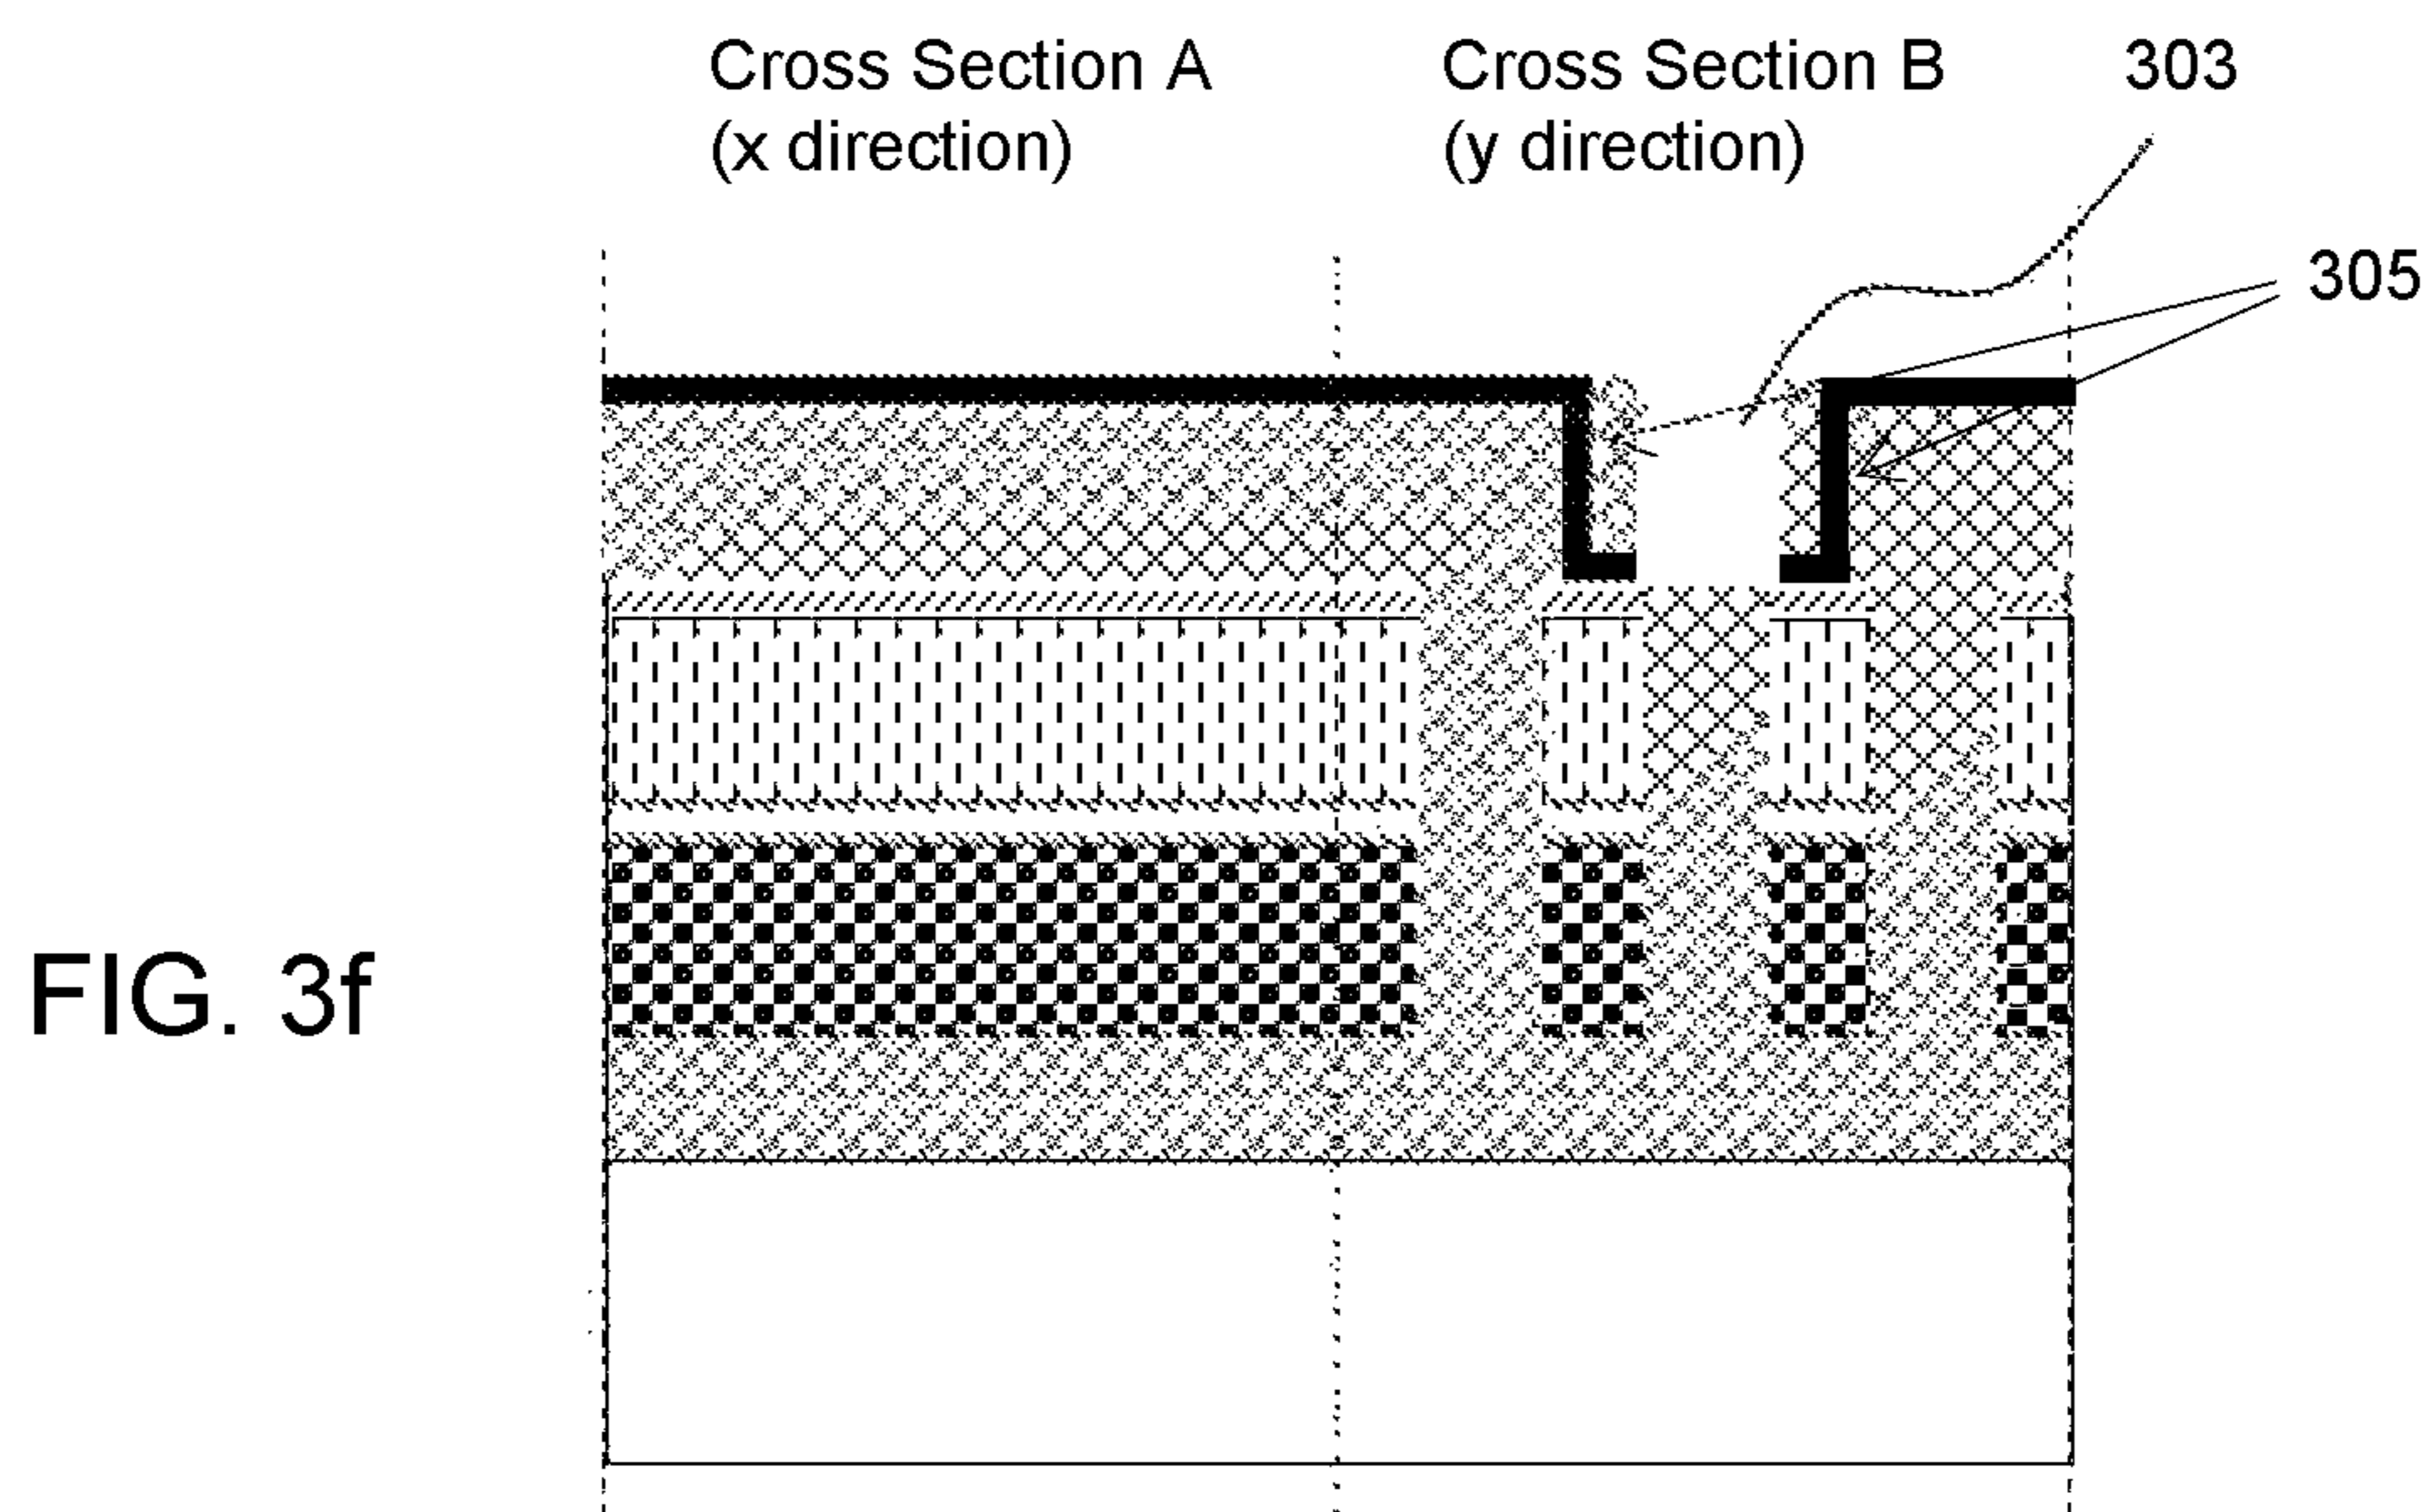 Cross Section A
(x direction)
Cross Section B
(y direction)
303
305
FIG. 3f